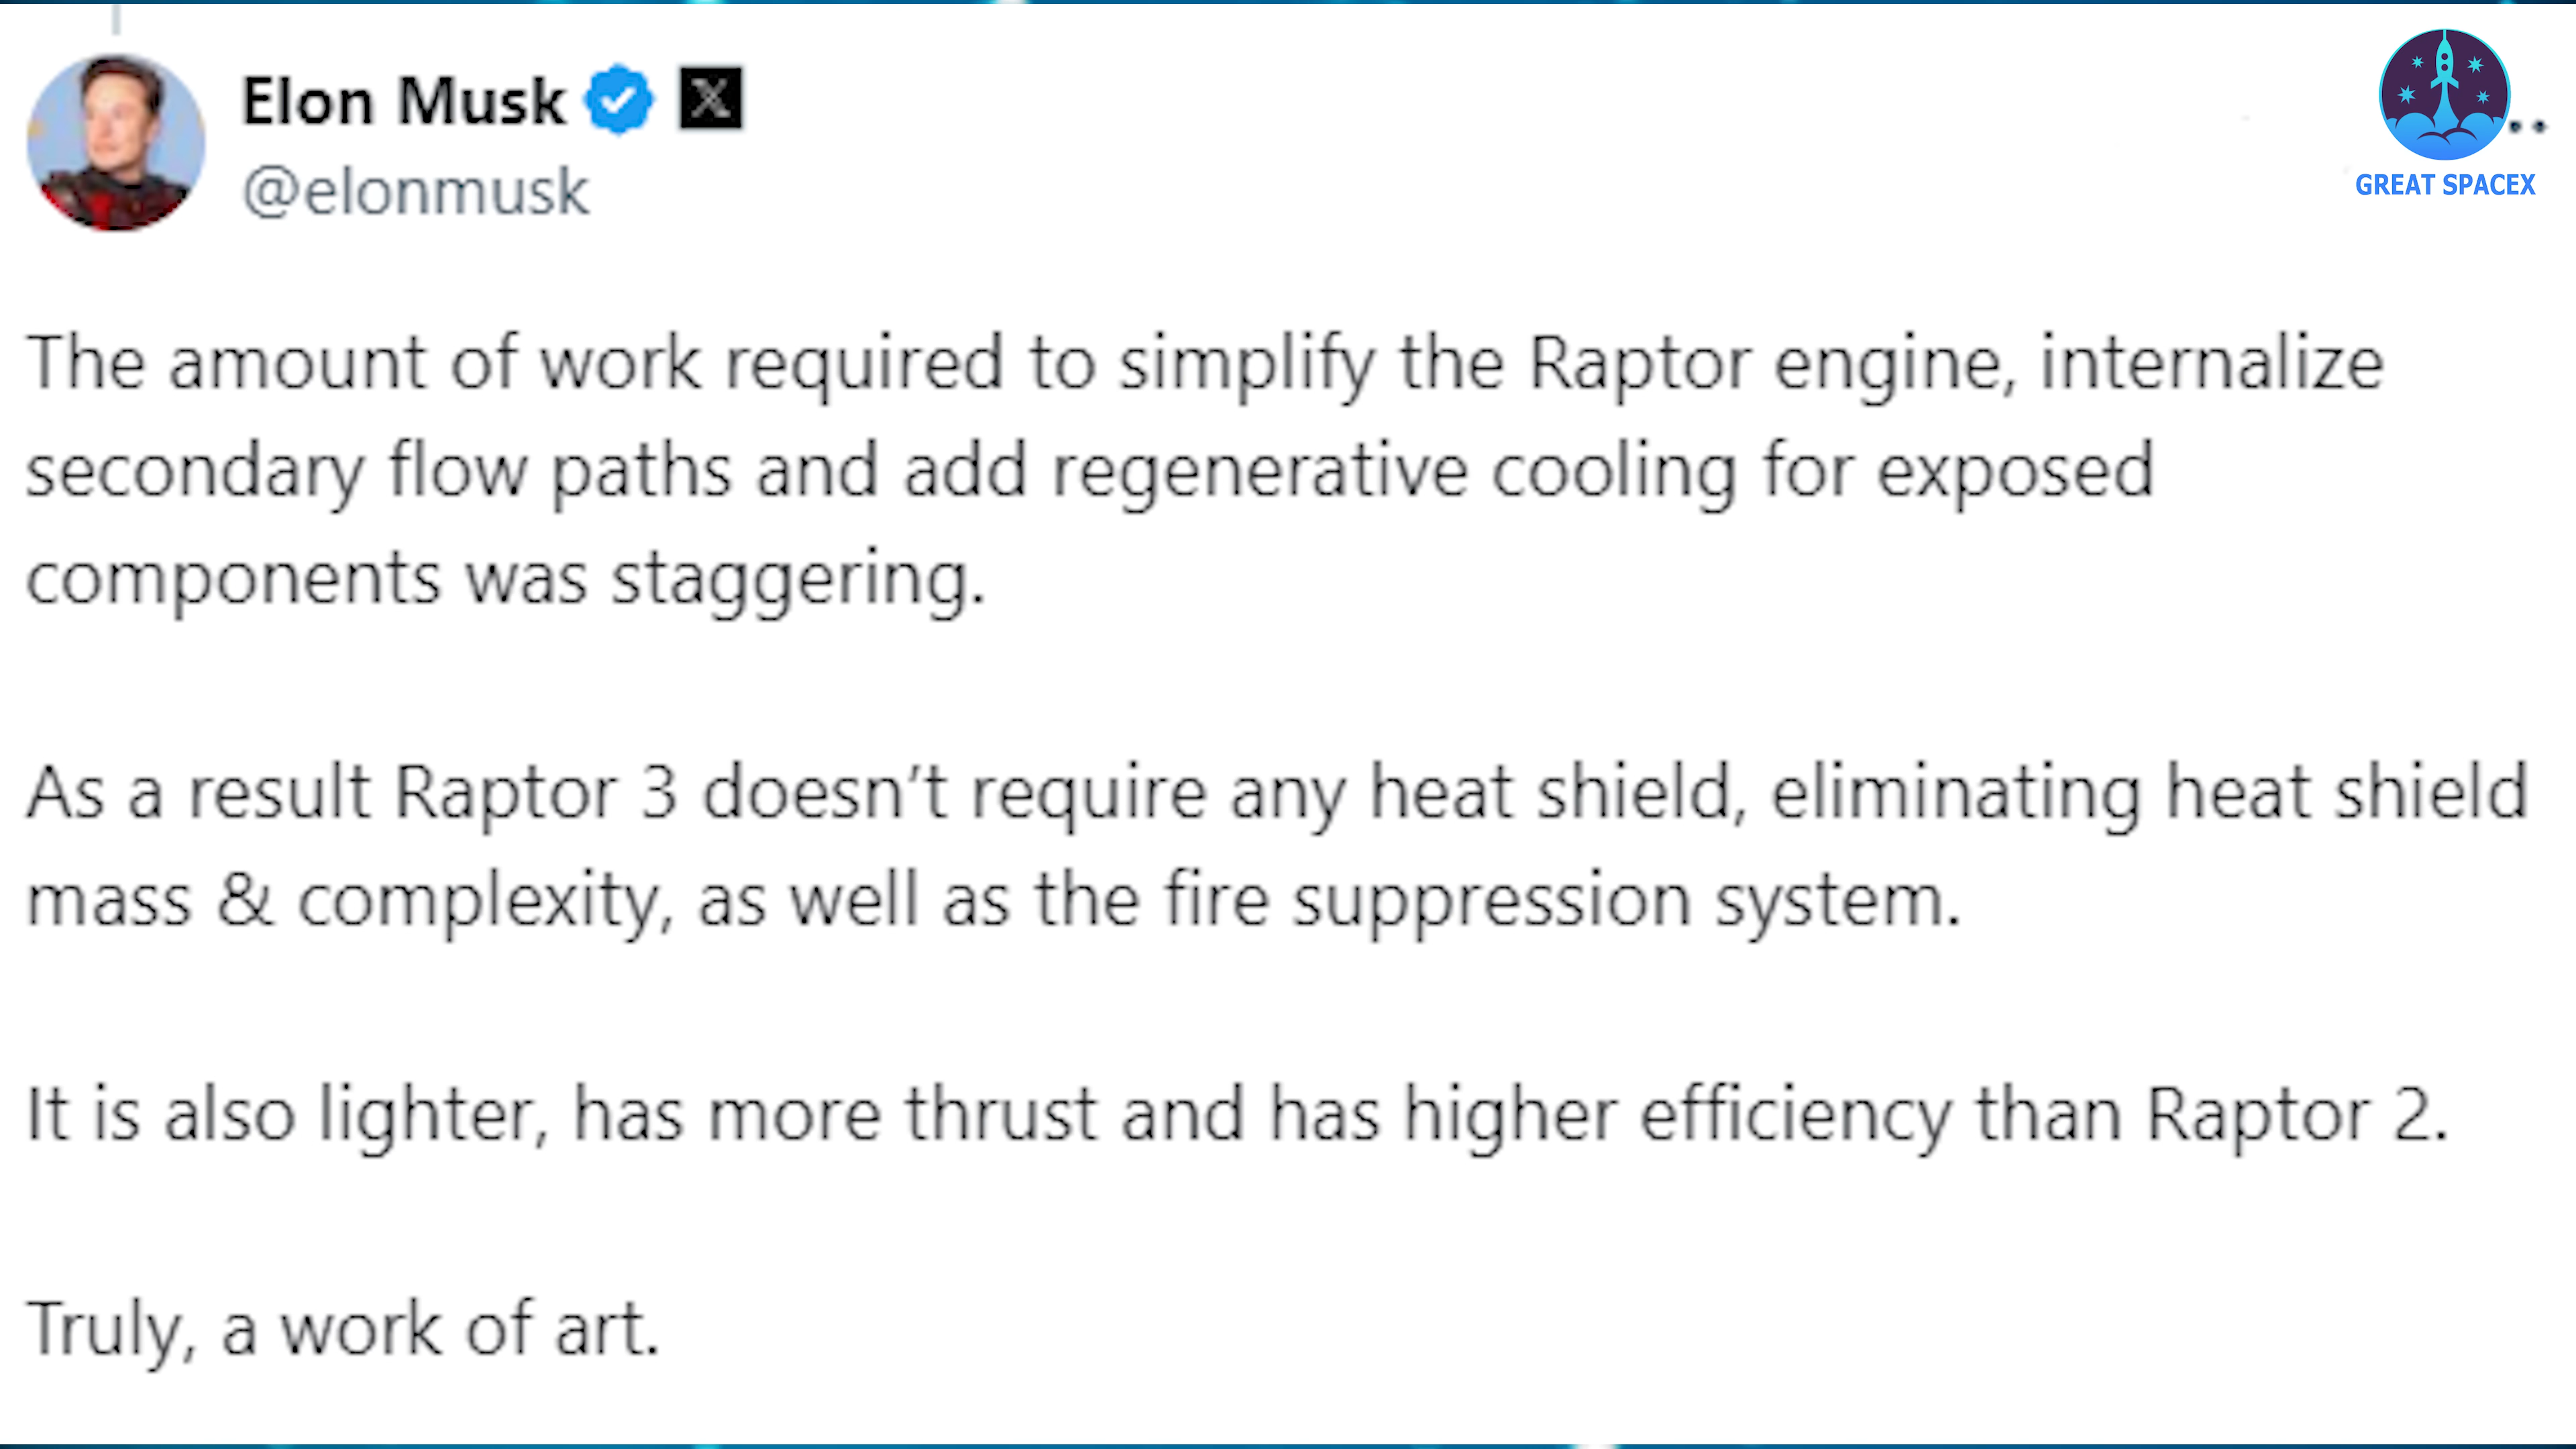 Elon Musk
@elonmusk
GREAT SPACEX
The amount of work required to simplify the Raptor engine, internalize
secondary flow paths and add regenerative cooling for exposed
components was staggering.
As a result Raptor 3 doesn’t require any heat shield, eliminating heat shield
mass & complexity, as well as the fire suppression system.
It is also lighter, has more thrust and has higher efficiency than Raptor 2.
Truly, a work of art.